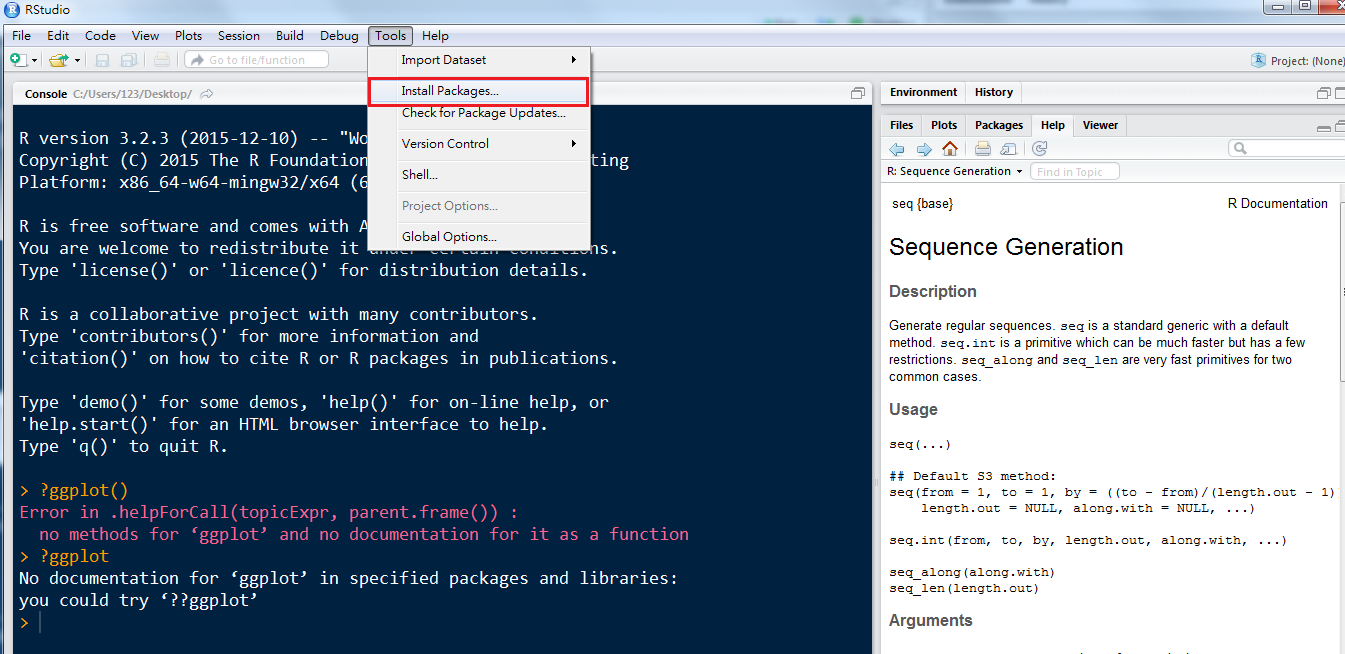 RStudio
File Edit Code View Plots Session Build Debug Tools Help
Go to file/function
Project: (None)
Import Dataset
Install Packages...
Check for Package Updates...
Version Control
Shell...
Project Options...
Global Options...
Console C:/Users/123/Desktop/
R version 3.2.3 (2015-12-10) -- "Wo
Copyright (C) 2015 The R Foundation ting
Platform: x86_64-w64-mingw32/x64 (6
R is free software and comes with A
You are welcome to redistribute it under certain conditions.
Type 'license()' or 'licence()' for distribution details.
R is a collaborative project with many contributors.
Type 'contributors()' for more information and
'citation()' on how to cite R or R packages in publications.
Type 'demo()' for some demos, 'help()' for on-line help, or
'help.start()' for an HTML browser interface to help.
Type 'q()' to quit R.
> ?ggplot()
Error in .helpForCall(topicExpr, parent.frame()) :
no methods for ‘ggplot’ and no documentation for it as a function
> ?ggplot
No documentation for ‘ggplot’ in specified packages and libraries:
you could try ‘??ggplot’
>
Environment History
Files Plots Packages Help Viewer
R: Sequence Generation Find in Topic
seq {base} R Documentation
Sequence Generation
Description
Generate regular sequences. seq is a standard generic with a default
method. seq.int is a primitive which can be much faster but has a few
restrictions. seq_along and seq_len are very fast primitives for two
common cases.
Usage
seq(...)
## Default S3 method:
seq(from = 1, to = 1, by = ((to - from)/(length.out - 1)
length.out = NULL, along.with = NULL, ...)
seq.int(from, to, by, length.out, along.with, ...)
seq_along(along.with)
seq_len(length.out)
Arguments